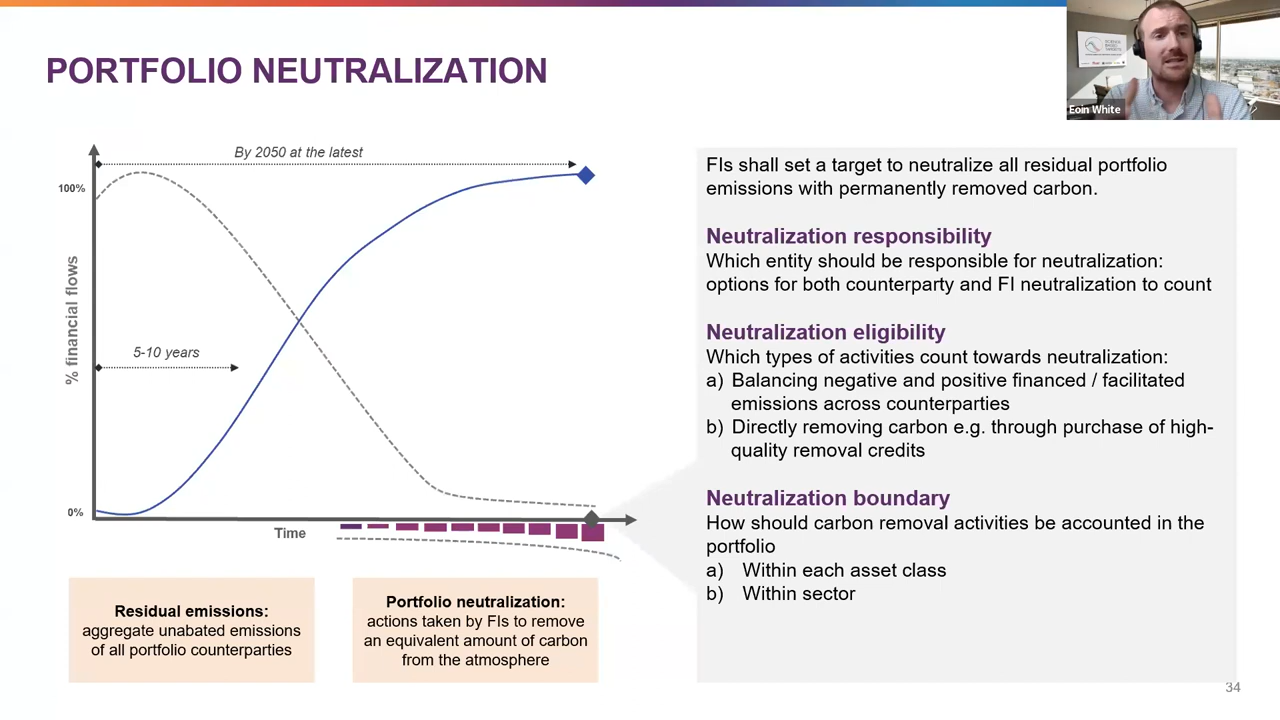 PORTFOLIO NEUTRALIZATION
Eoin White
By 2050 at the latest
100%
% financial flows
5-10 years
0%
Time
Residual emissions:
aggregate unabated emissions
of all portfolio counterparties
Portfolio neutralization:
actions taken by FIs to remove
an equivalent amount of carbon
from the atmosphere
FIs shall set a target to neutralize all residual portfolio
emissions with permanently removed carbon.
Neutralization responsibility
Which entity should be responsible for neutralization:
options for both counterparty and FI neutralization to count
Neutralization eligibility
Which types of activities count towards neutralization:
a) Balancing negative and positive financed / facilitated
emissions across counterparties
b) Directly removing carbon e.g. through purchase of high-
quality removal credits
Neutralization boundary
How should carbon removal activities be accounted in the
portfolio
a) Within each asset class
b) Within sector
34